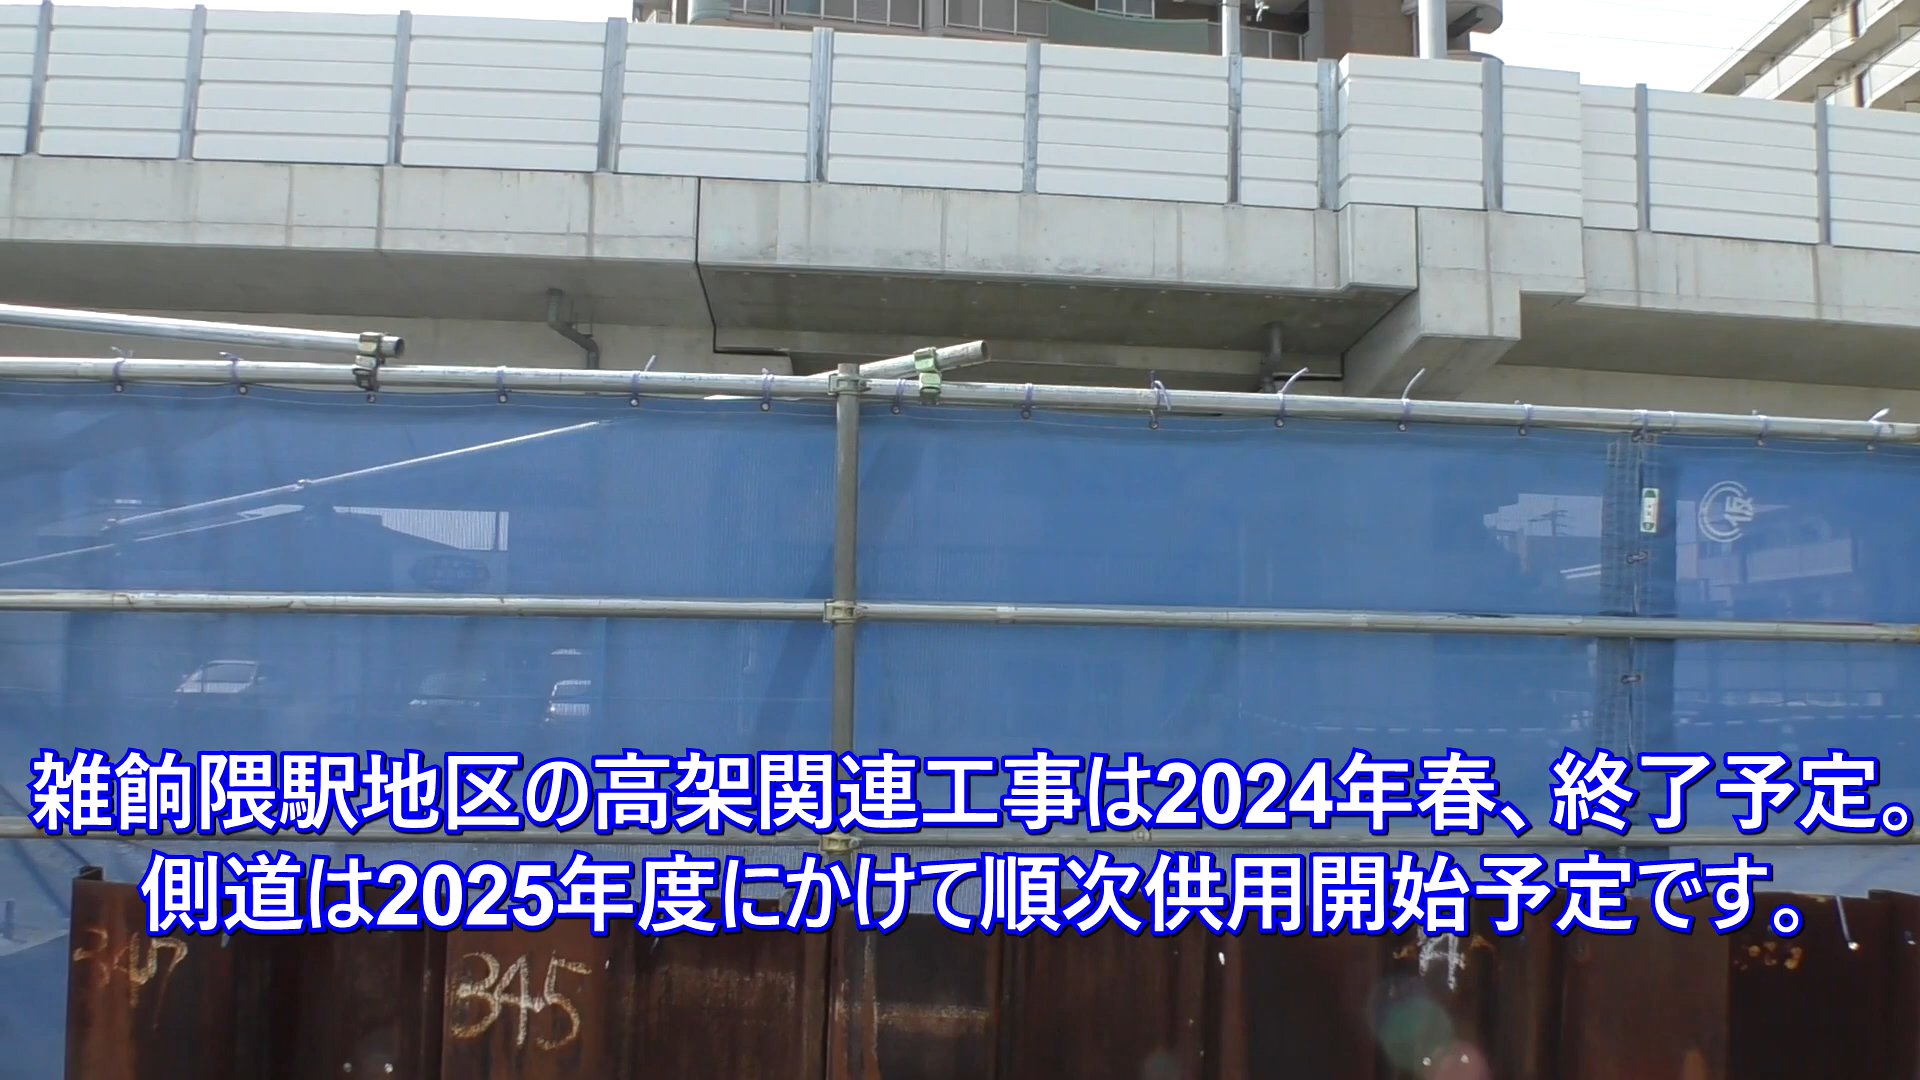 雑餉隈駅地区の高架関連工事は2024年春、終了予定。
側道は2025年度にかけて順次供用開始予定です。
345